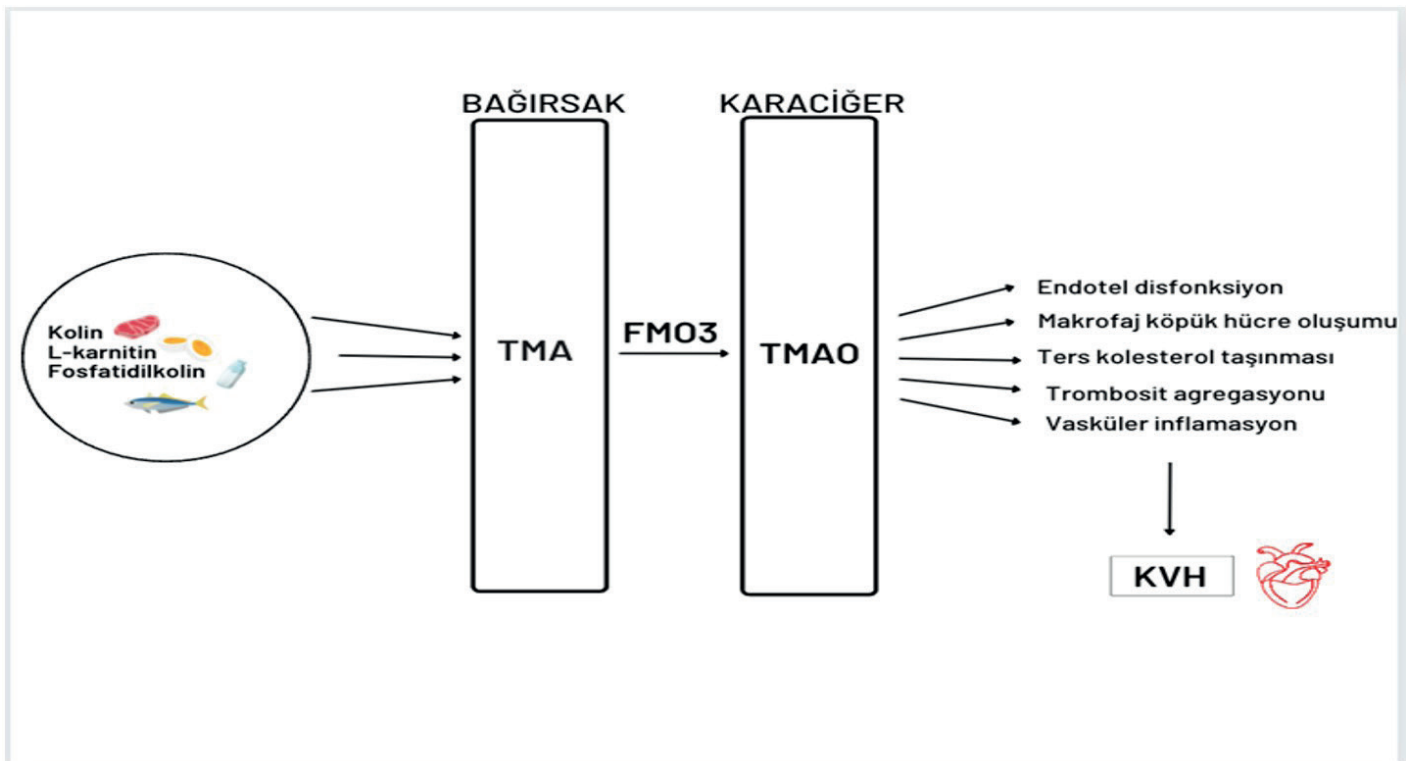 BAĞIRSAK
KARACİĞER
Kolin
L-karnitin
Fosfatidilkolin
TMA
FMO3
TMAO
Endotel disfonksiyon
Makrofaj köpük hücre oluşumu
Ters kolesterol taşınması
Trombosit agregasyonu
Vasküler inflamasyon
KVH